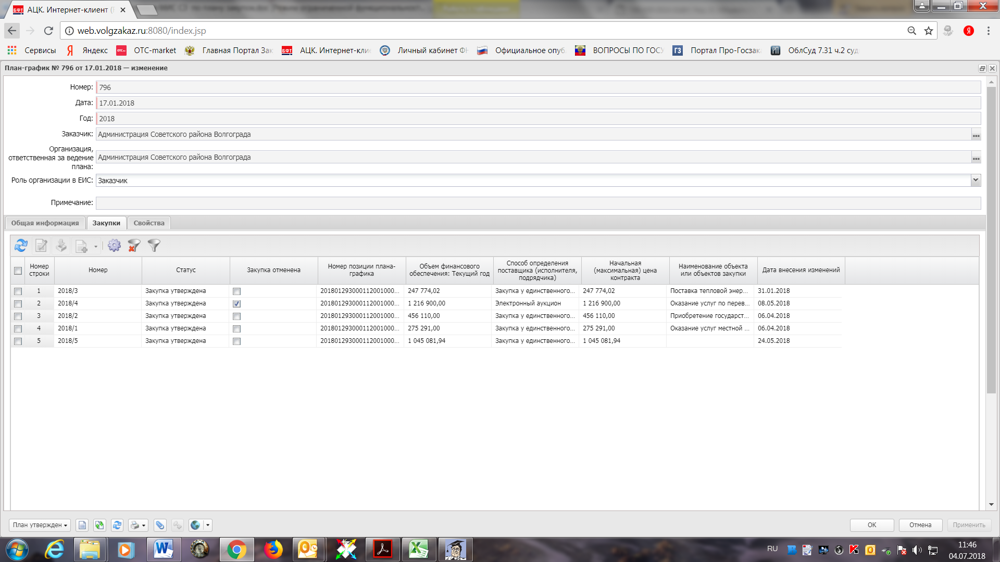 АЦК. Интернет-клиент (
web.volgzakaz.ru:8080/index.jsp
Сервисы
Яндекс
OTC-market
Главная Портал Зак
АЦК. Интернет-клие
Личный кабинет Ф
Официальное опуб
ВОПРОСЫ ПО ГОСУ
Портал Про-Госзака
ОблСуд 7.31 ч.2 суд
План-график № 796 от 17.01.2018 — изменение
Номер: 796
Дата: 17.01.2018
Год: 2018
Заказчик: Администрация Советского района Волгограда
Организация, ответственная за ведение плана: Администрация Советского района Волгограда
Роль организации в ЕИС: Заказчик
Примечание:
Общая информация Закупки Свойства
Номер строки Номер Статус Закупка отменена Номер позиции плана-графика Объем финансового обеспечения: Текущий год Способ определения поставщика (исполнителя, подрядчика) Начальная (максимальная) цена контракта Наименование объекта или объектов закупки Дата внесения изменений
1 2018/3 Закупка утверждена 201801293000112001000... 247 774,02 Закупка у единственного... 247 774,02 Поставка тепловой энер... 31.01.2018
2 2018/4 Закупка утверждена 201801293000112001000... 1 216 900,00 Электронный аукцион 1 216 900,00 Оказание услуг по перев... 08.05.2018
3 2018/2 Закупка утверждена 201801293000112001000... 456 110,00 Закупка у единственного... 456 110,00 Приобретение государст... 06.04.2018
4 2018/1 Закупка утверждена 201801293000112001000... 275 291,00 Закупка у единственного... 275 291,00 Оказание услуг местной ... 06.04.2018
5 2018/5 Закупка утверждена 201801293000112001000... 1 045 081,94 Закупка у единственного... 1 045 081,94 24.05.2018
План утвержден
ОК Отмена Применить
RU
11:46
04.07.2018